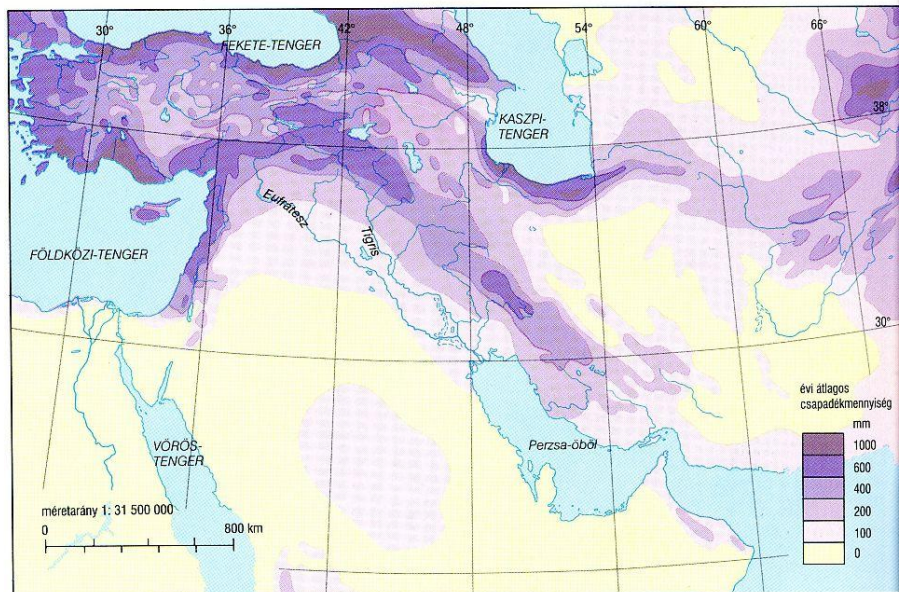 30°
36°
42°
48°
54°
60°
66°
FEKETE-TENGER
KASZPI-
TENGER
38°
Eufrátesz
Tigris
FÖLDKÖZI-TENGER
30°
VÖRÖS-
TENGER
Perzsa-öböl
méretarány 1: 31 500 000
0
800 km
évi átlagos
csapadékmennyiség
mm
1000
600
400
200
100
0